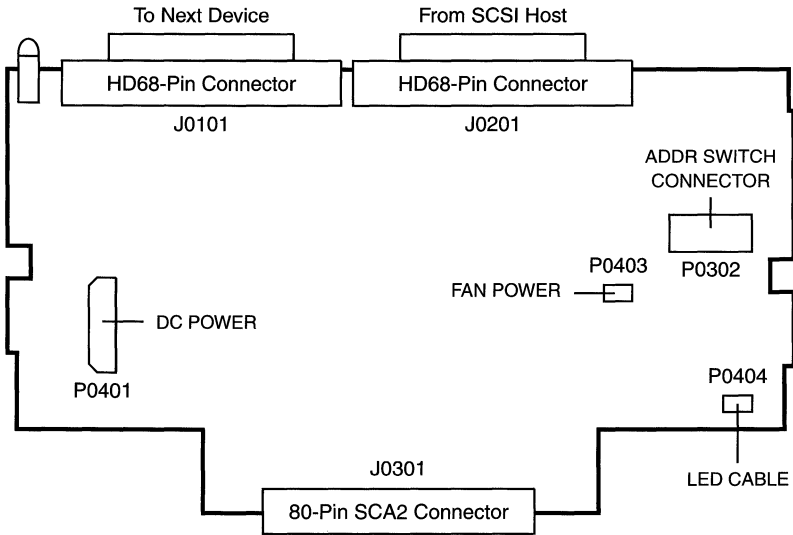 To Next Device
From SCSI Host
HD68-Pin Connector
HD68-Pin Connector
J0101
J0201
ADDR SWITCH
CONNECTOR
P0302
P0403
FAN POWER
DC POWER
P0401
P0404
LED CABLE
J0301
80-Pin SCA2 Connector